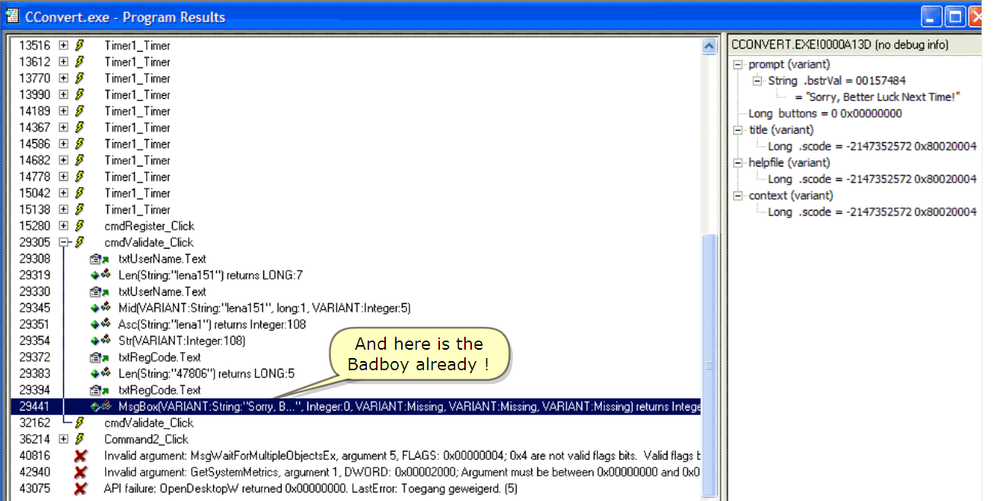 CConvert.exe - Program Results
13516 Timer1_Timer
13612 Timer1_Timer
13770 Timer1_Timer
13990 Timer1_Timer
14189 Timer1_Timer
14367 Timer1_Timer
14586 Timer1_Timer
14682 Timer1_Timer
14778 Timer1_Timer
15042 Timer1_Timer
15138 Timer1_Timer
15280 cmdRegister_Click
29305 cmdValidate_Click
29308 txtUserName.Text
29319 Len(String:"lena151") returns LONG:7
29330 txtUserName.Text
29345 Mid(VARIANT:String:"lena151", long:1, VARIANT:Integer:5)
29351 Asc(String:"lena1") returns Integer:108
29354 Str(VARIANT:Integer:108)
29372 txtRegCode.Text
29383 Len(String:"47806") returns LONG:5
29394 txtRegCode.Text
29441 MsgBox(VARIANT:String:"Sorry, B...", Integer:0, VARIANT:Missing, VARIANT:Missing, VARIANT:Missing) returns Intege
32162 cmdValidate_Click
36214 Command2_Click
40816 Invalid argument: MsgWaitForMultipleObjectsEx, argument 5, FLAGS: 0x00000004; 0x4 are not valid flags bits.  Valid flags b
42940 Invalid argument: GetSystemMetrics, argument 1, DWORD: 0x00002000; Argument must be between 0x00000000 and 0x0
43075 API failure: OpenDesktopW returned 0x00000000. LastError: Toegang geweigerd. (5)
And here is the
Badboy already !
CCONVERT.EXE!0000A13D (no debug info)
prompt (variant)
String .bstrVal = 00157484
= "Sorry, Better Luck Next Time!"
Long buttons = 0 0x00000000
title (variant)
Long .scode = -2147352572 0x80020004
helpfile (variant)
Long .scode = -2147352572 0x80020004
context (variant)
Long .scode = -2147352572 0x80020004